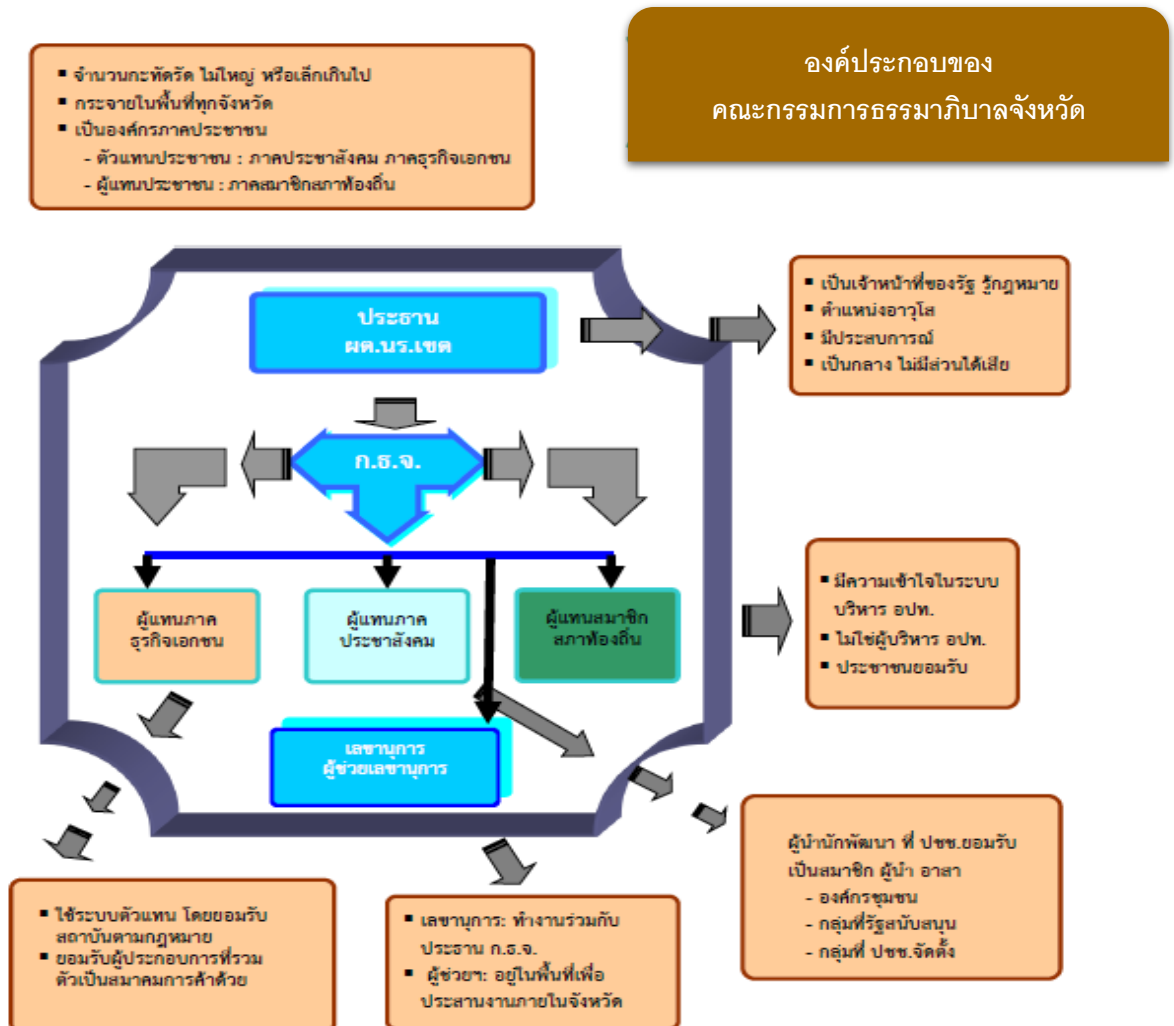 องค์ประกอบของ
คณะกรรมการธรรมาภิบาลจังหวัด
▪ จำนวนกะทัดรัด ไม่ใหญ่ หรือเล็กเกินไป
▪ กระจายในพื้นที่ทุกจังหวัด
▪ เป็นองค์กรภาคประชาชน
- ตัวแทนประชาชน : ภาคประชาสังคม ภาคธุรกิจเอกชน
- ผู้แทนประชาชน : ภาคสมาชิกสภาท้องถิ่น
ประธาน
ผต.นร.เขต
▪ เป็นเจ้าหน้าที่ของรัฐ รู้กฎหมาย
▪ ตำแหน่งอาวุโส
▪ มีประสบการณ์
▪ เป็นกลาง ไม่มีส่วนได้เสีย
ก.ธ.จ.
ผู้แทนภาค
ธุรกิจเอกชน
ผู้แทนภาค
ประชาสังคม
ผู้แทนสมาชิก
สภาท้องถิ่น
▪ มีความเข้าใจในระบบ
บริหาร อปท.
▪ ไม่ใช่ผู้บริหาร อปท.
▪ ประชาชนยอมรับ
เลขานุการ
ผู้ช่วยเลขานุการ
▪ ใช้ระบบตัวแทน โดยยอมรับ
สถาบันตามกฎหมาย
▪ ยอมรับผู้ประกอบการที่รวม
ตัวเป็นสมาคมการค้าด้วย
▪ เลขานุการ: ทำงานร่วมกับ
ประธาน ก.ธ.จ.
▪ ผู้ช่วยฯ: อยู่ในพื้นที่เพื่อ
ประสานงานภายในจังหวัด
ผู้นำนักพัฒนา ที่ ปชช.ยอมรับ
เป็นสมาชิก ผู้นำ อาสา
- องค์กรชุมชน
- กลุ่มที่รัฐสนับสนุน
- กลุ่มที่ ปชช.จัดตั้ง